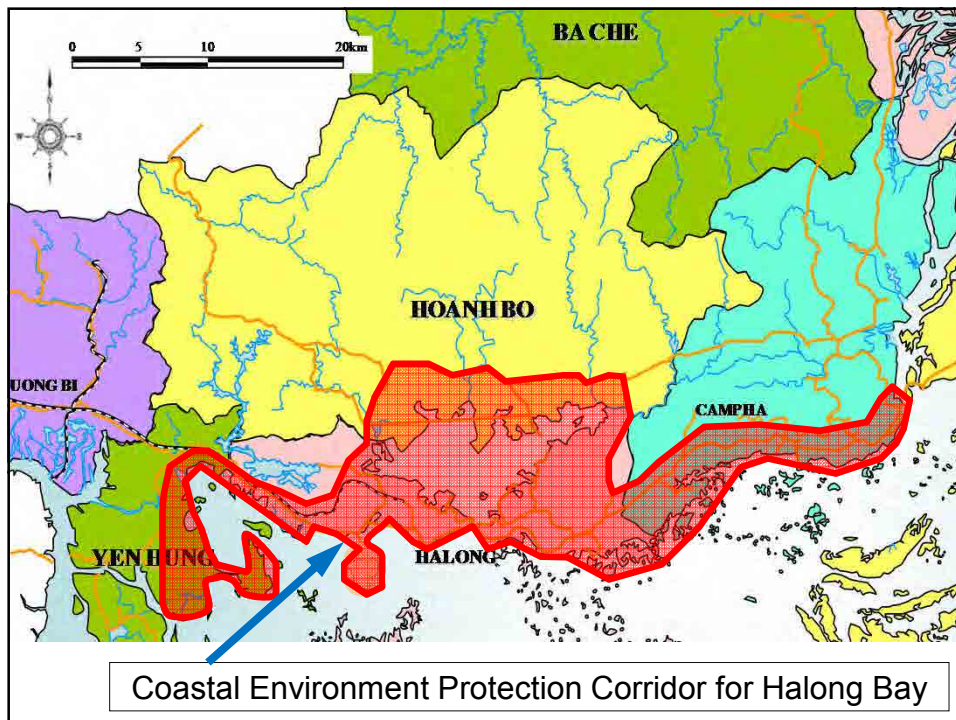 BA CHE
0 5 10 20km
N
W E
S
HOANH BO
UONG BI
CAMPHA
YEN HUNG
HALONG
Coastal Environment Protection Corridor for Halong Bay